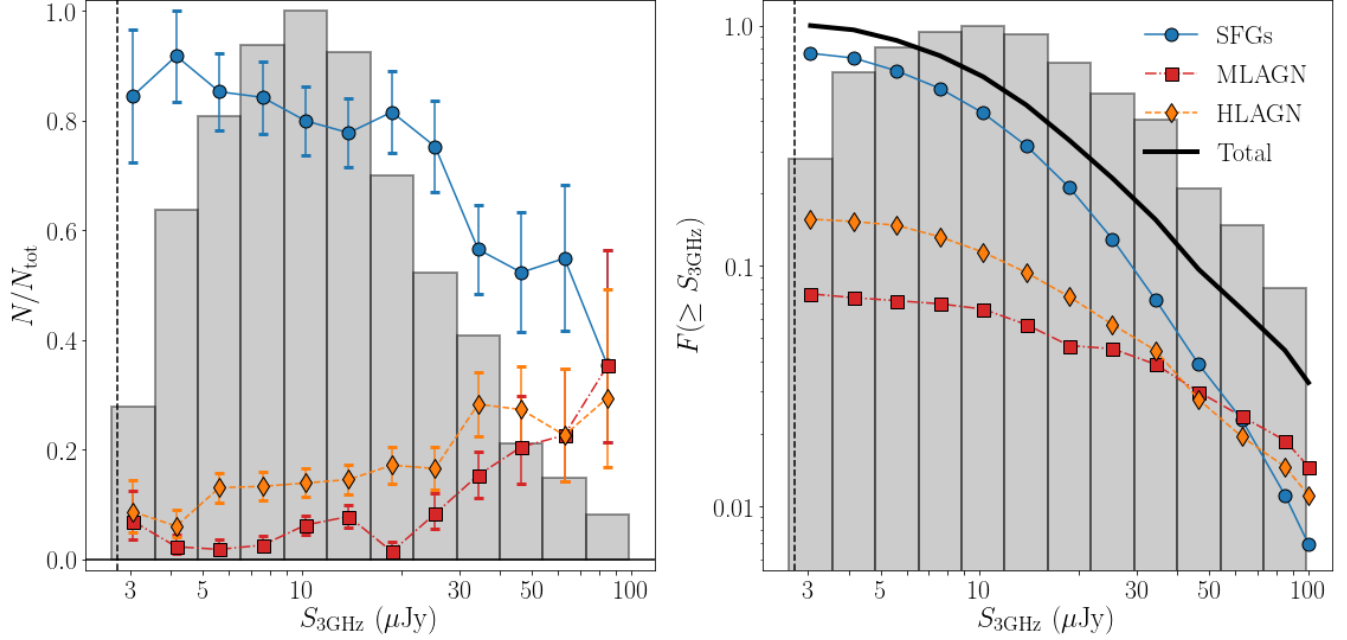 1.0
0.8
0.6
0.4
0.2
0.0
N/N_tot
3 5 10 30 50 100
S_3GHz (μJy)
1.0
0.1
0.01
F(≥ S_3GHz)
SFGs
MLAGN
HLAGN
Total
3 5 10 30 50 100
S_3GHz (μJy)